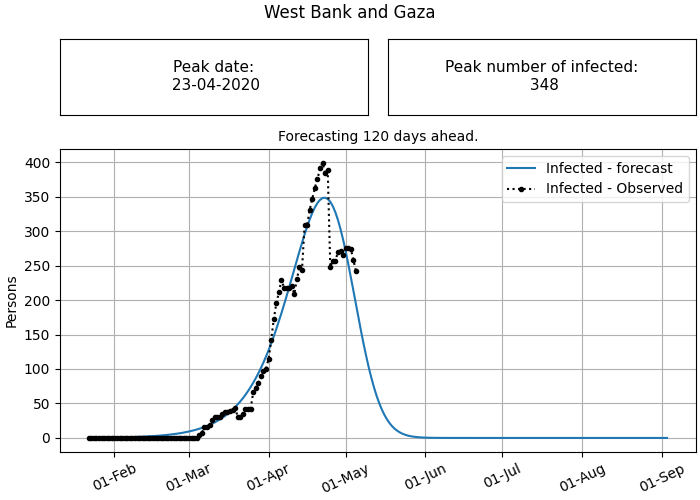 West Bank and Gaza
Peak date:
23-04-2020
Peak number of infected:
348
Forecasting 120 days ahead.
Infected - forecast
Infected - Observed
Persons
400
350
300
250
200
150
100
50
0
01-Feb
01-Mar
01-Apr
01-May
01-Jun
01-Jul
01-Aug
01-Sep